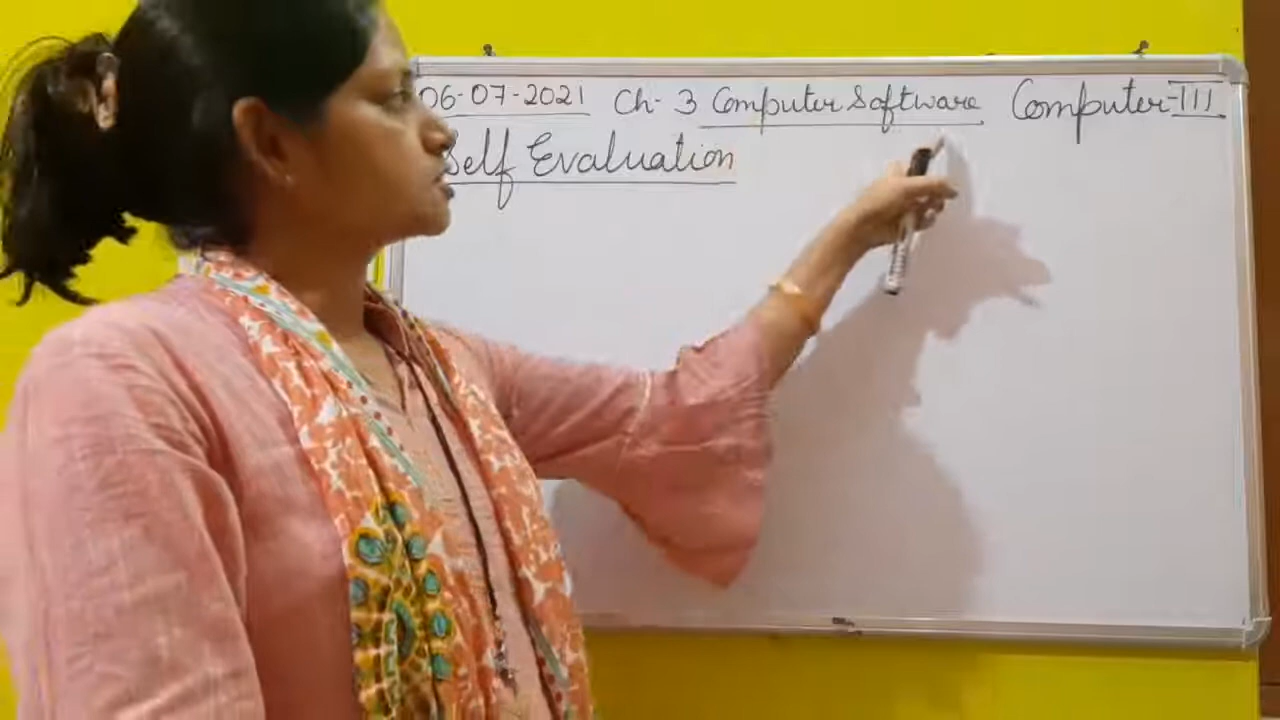 06-07-2021 Ch-3 Computer Software Computer-III
Self Evaluation